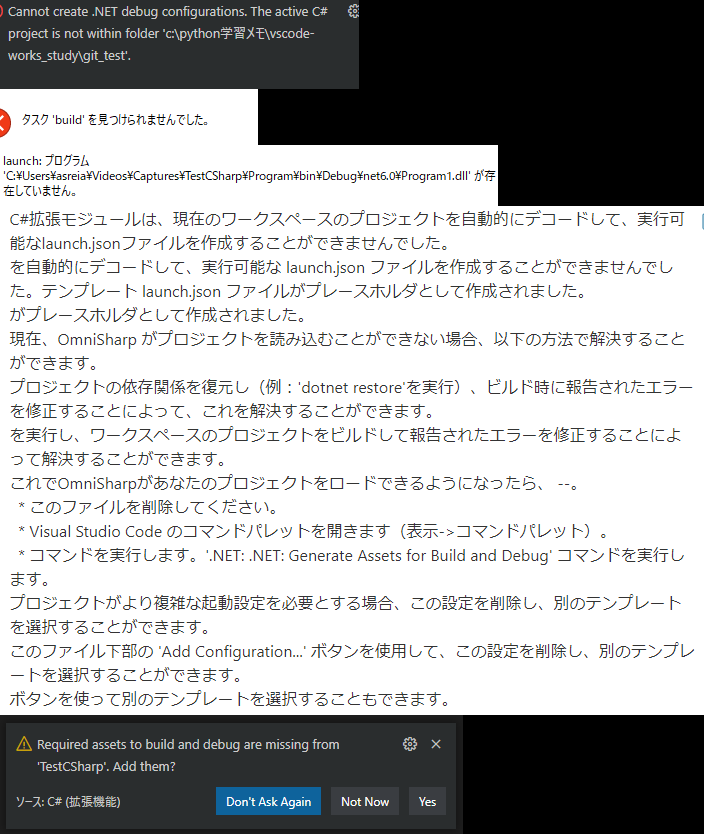 Cannot create .NET debug configurations. The active C#
project is not within folder 'c:\python学習メモ\vscode-
works_study\git_test'.
タスク 'build' を見つけられませんでした。
launch: プログラム
'C:¥Users¥asreia¥Videos¥Captures¥TestCSharp¥Program¥bin¥Debug¥net6.0¥Program1.dll' が存
在していません。
C#拡張モジュールは、現在のワークスペースのプロジェクトを自動的にデコードして、実行可
能なlaunch.jsonファイルを作成することができませんでした。
を自動的にデコードして、実行可能な launch.json ファイルを作成することができませんでし
た。テンプレート launch.json ファイルがプレースホルダとして作成されました。
がプレースホルダとして作成されました。
現在、OmniSharp がプロジェクトを読み込むことができない場合、以下の方法で解決すること
ができます。
プロジェクトの依存関係を復元し（例：'dotnet restore'を実行）、ビルド時に報告されたエラー
を修正することによって、これを解決することができます。
を実行し、ワークスペースのプロジェクトをビルドして報告されたエラーを修正することによ
って解決することができます。
これでOmniSharpがあなたのプロジェクトをロードできるようになったら、 --。
* このファイルを削除してください。
* Visual Studio Code のコマンドパレットを開きます（表示->コマンドパレット）。
* コマンドを実行します。'.NET: .NET: Generate Assets for Build and Debug' コマンドを実行し
ます。
プロジェクトがより複雑な起動設定を必要とする場合、この設定を削除し、別のテンプレート
を選択することができます。
このファイル下部の 'Add Configuration...' ボタンを使用して、この設定を削除し、別のテンプレ
ートを選択することができます。
ボタンを使って別のテンプレートを選択することもできます。
Required assets to build and debug are missing from
'TestCSharp'. Add them?
ソース: C# (拡張機能)
Don't Ask Again
Not Now
Yes